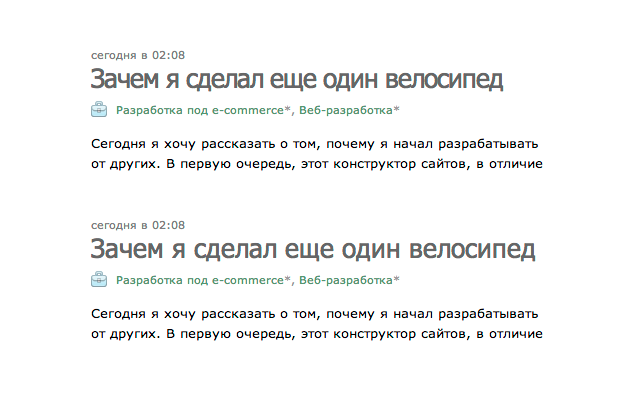 сегодня в 02:08
Зачем я сделал еще один велосипед
Разработка под e-commerce*, Веб-разработка*
Сегодня я хочу рассказать о том, почему я начал разрабатывать
от других. В первую очередь, этот конструктор сайтов, в отличие
сегодня в 02:08
Зачем я сделал еще один велосипед
Разработка под e-commerce*, Веб-разработка*
Сегодня я хочу рассказать о том, почему я начал разрабатывать
от других. В первую очередь, этот конструктор сайтов, в отличие